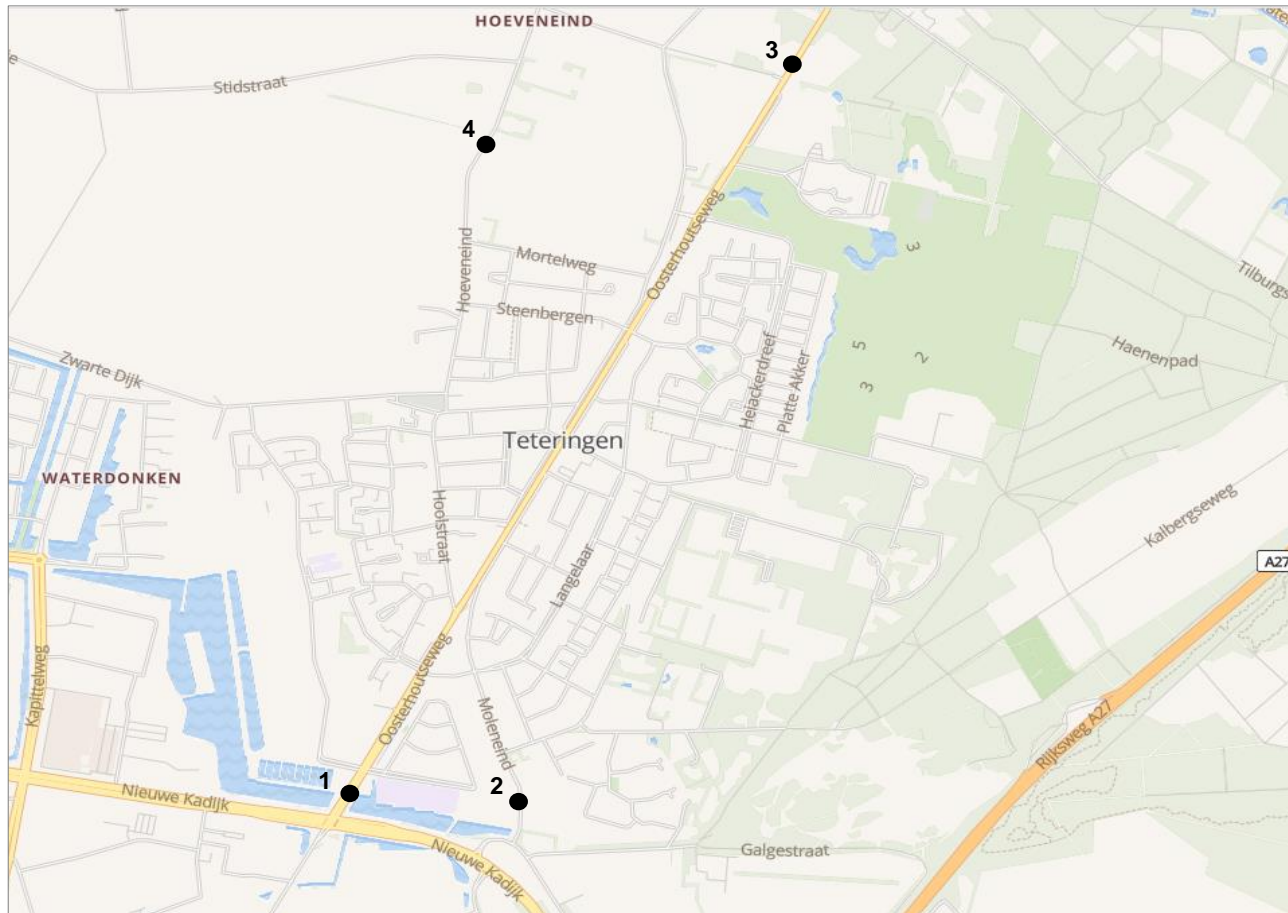 HOEVENEIND
3
Stidstraat
4
3
Hoeveneind
Mortelweg
Oosterhoutseweg
Tilburgs
Steenbergen
Haenenpad
5
2
3
Zwarte Dijk
Heiackerdreef
Platte Akker
Teteringen
WATERDONKEN
Hoolstraat
Kalbergseweg
A27
Langelaar
Oosterhoutseweg
Kapittelweg
Moleneind
Rijksweg A27
1
2
Nieuwe Kadijk
Nieuwe Kadijk
Galgestraat